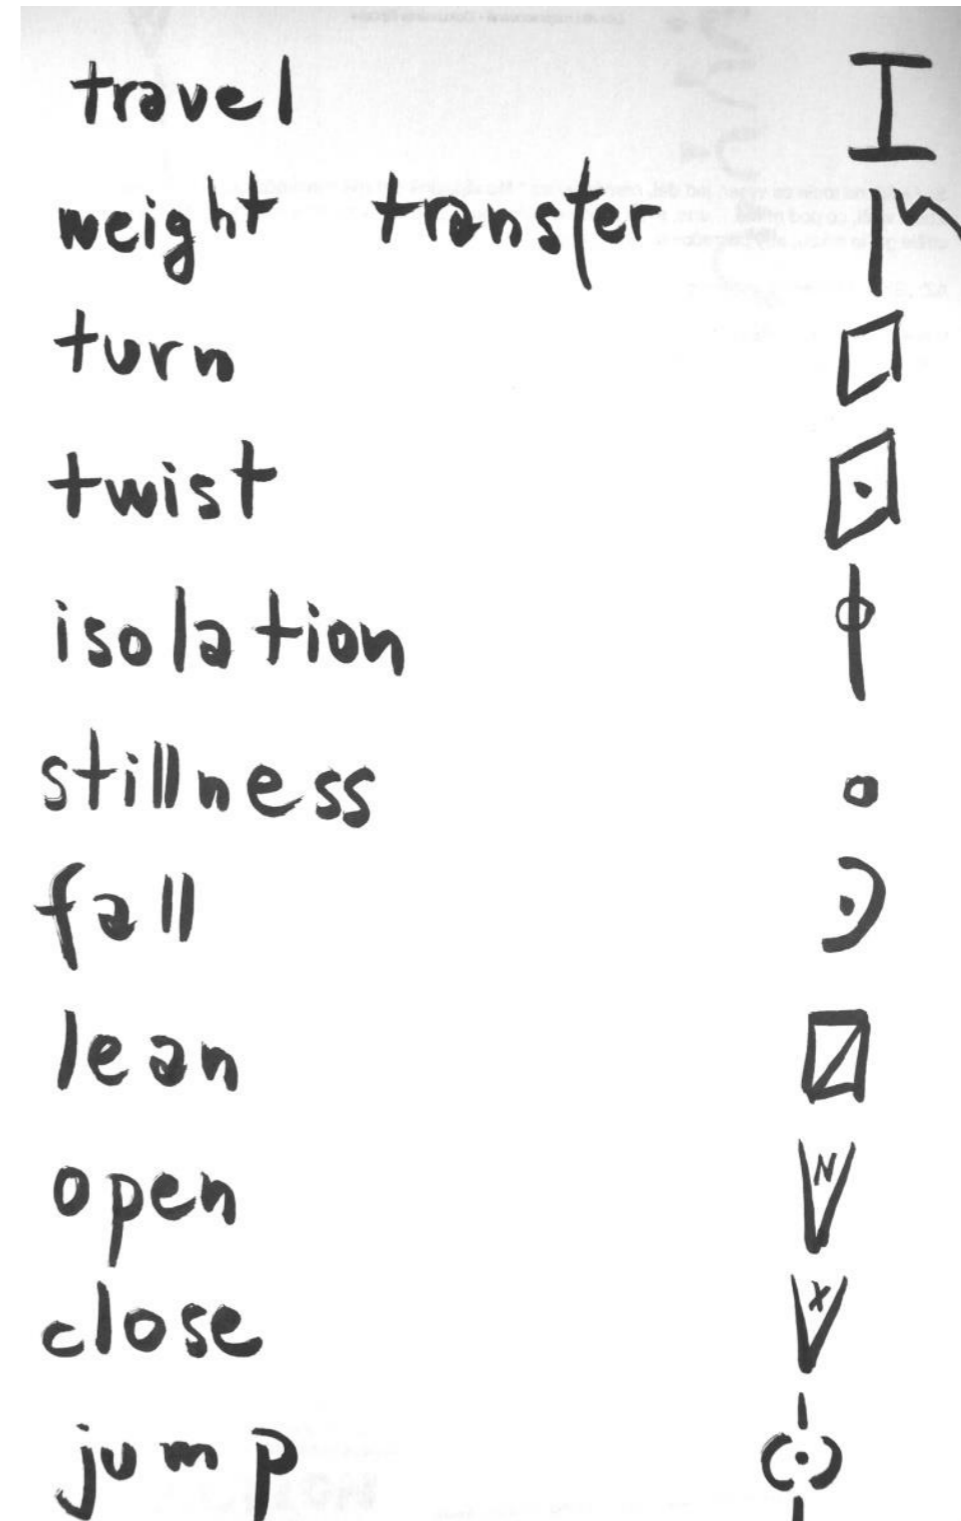 travel
weight transfer
turn
twist
isolation
stillness
fall
lean
open N
close X
jump